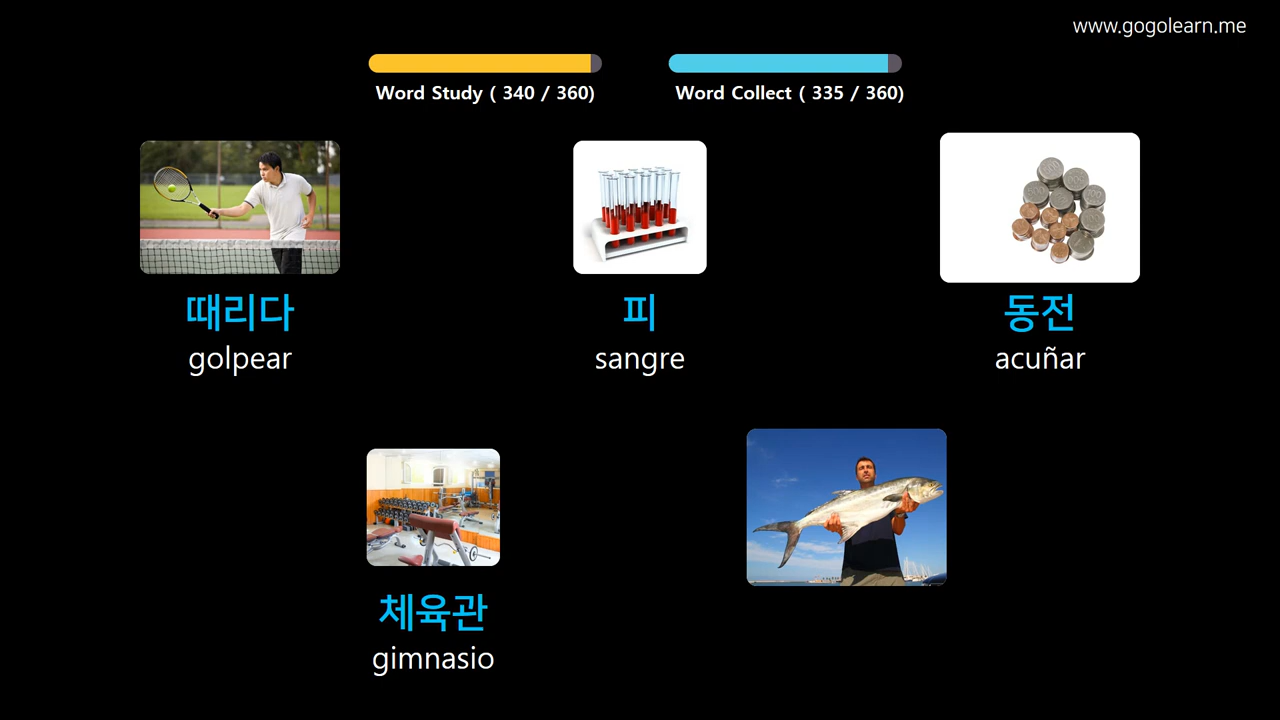 www.gogolearn.me
Word Study ( 340 / 360)
Word Collect ( 335 / 360)
때리다
golpear
피
sangre
동전
acuñar
체육관
gimnasio